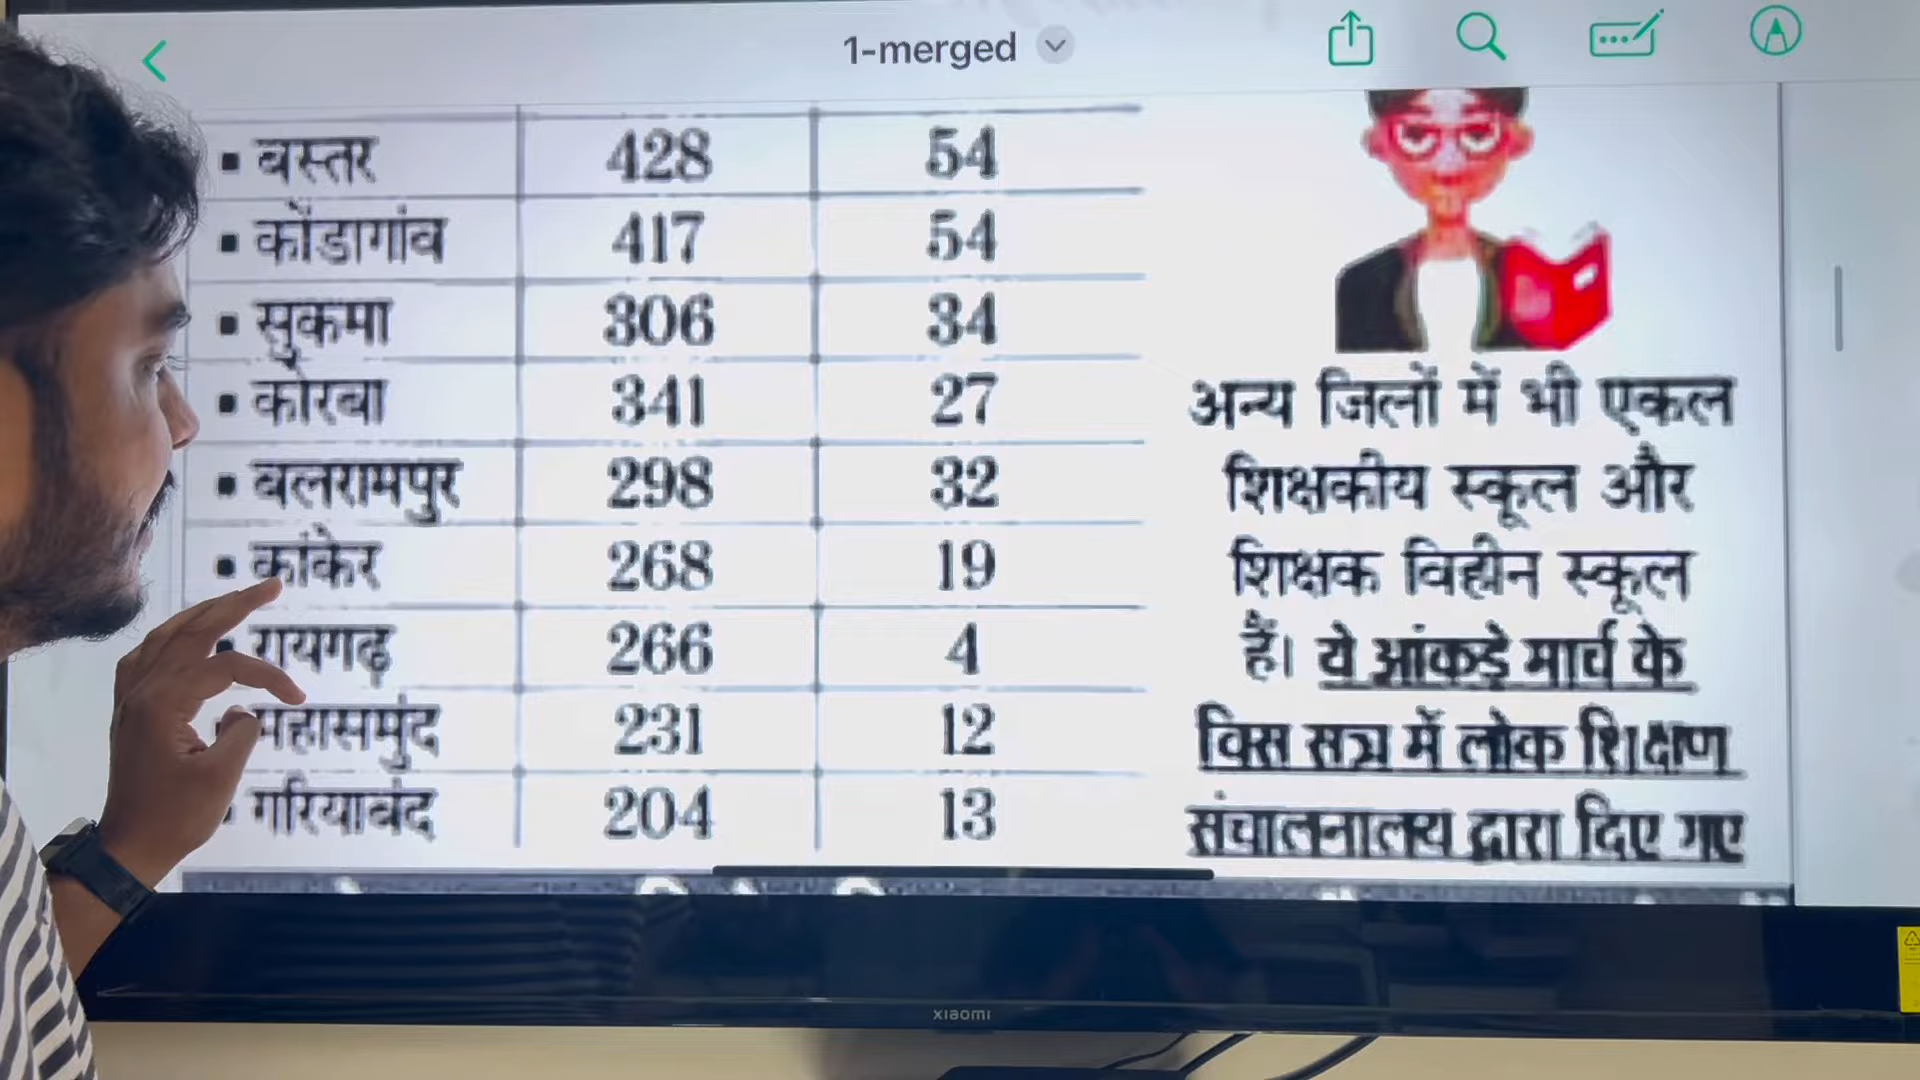 1-merged
▪ बस्तर 428 54
▪ कोंडागांव 417 54
▪ सुकमा 306 34
▪ कोरबा 341 27
▪ बलरामपुर 298 32
▪ कांकेर 268 19
▪ रायगढ़ 266 4
▪ महासमुंद 231 12
▪ गरियाबंद 204 13
अन्य जिलों में भी एकल
शिक्षकीय स्कूल और
शिक्षक विहीन स्कूल
हैं। ये आंकड़े मार्च के
वित्त सत्र में लोक शिक्षण
संचालनालय द्वारा दिए गए
xiaomi